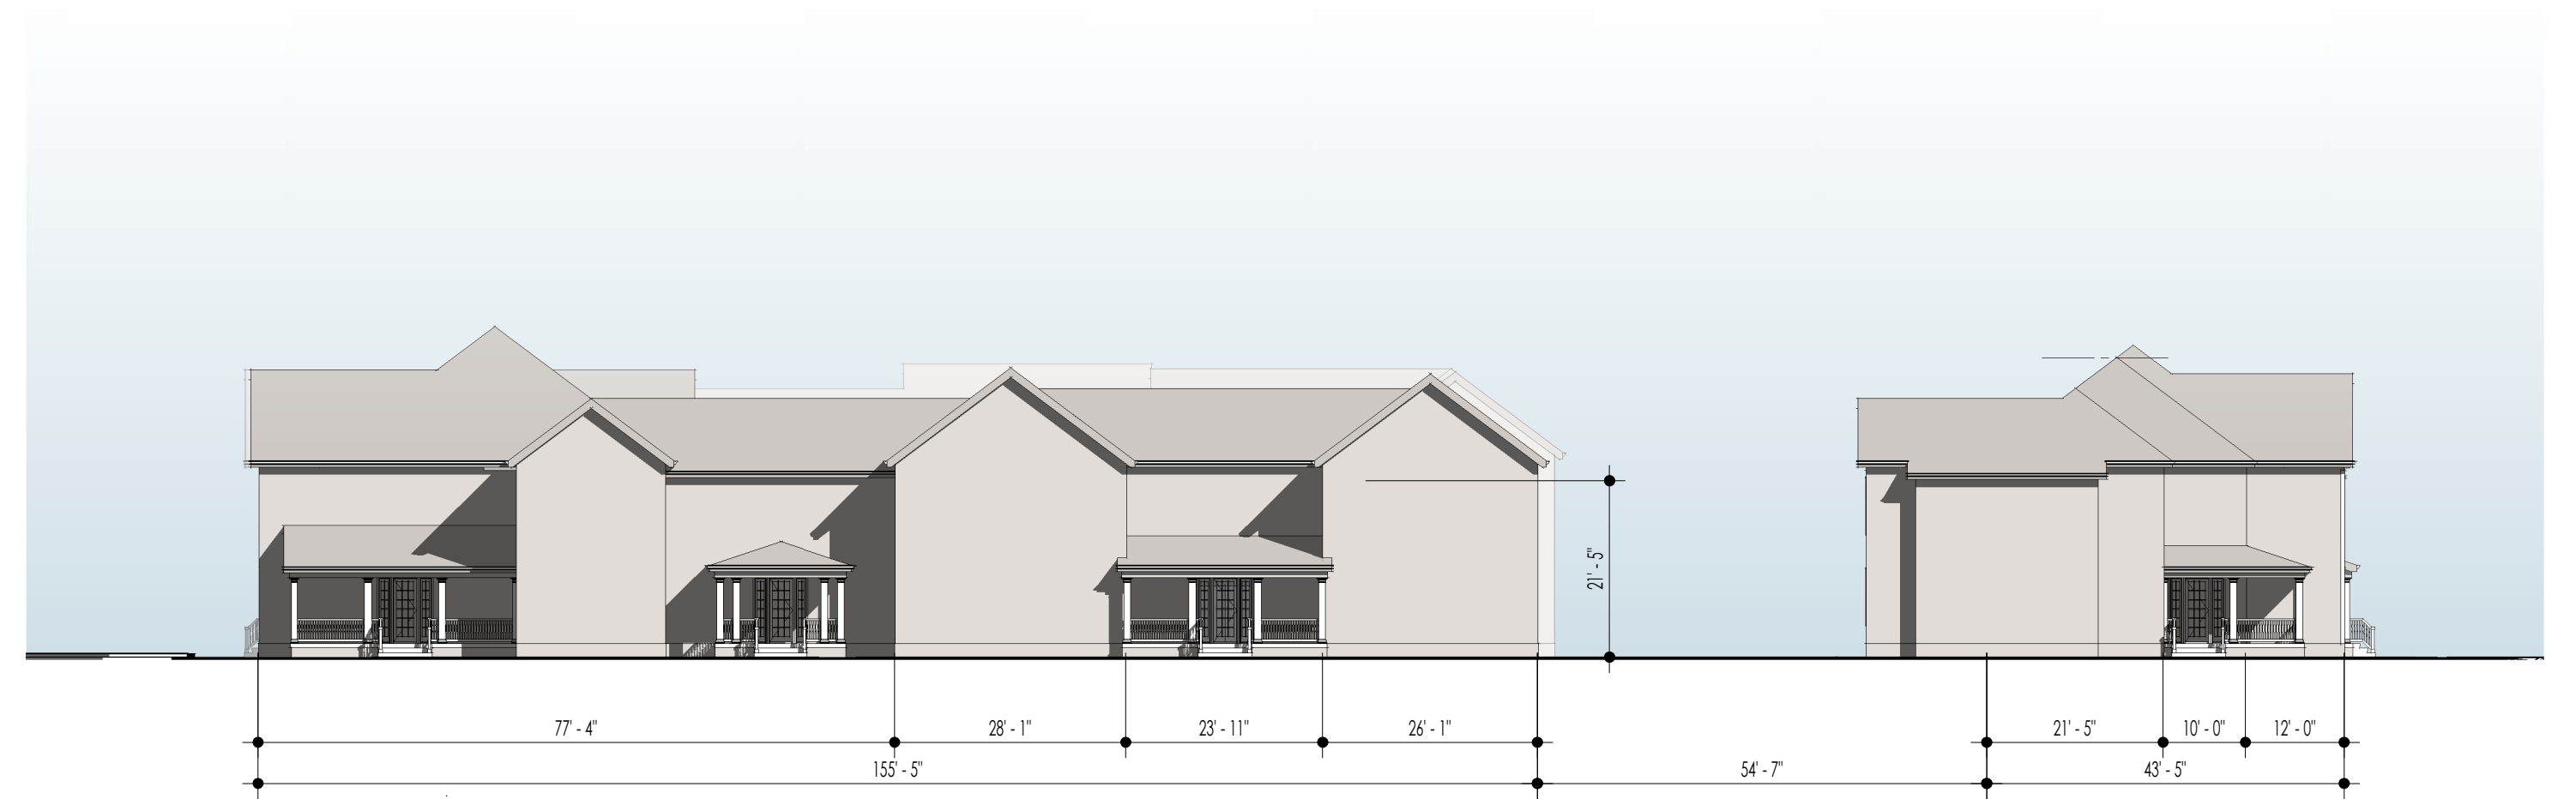 21' - 5"
77' - 4"
28' - 1"
23' - 11"
26' - 1"
21' - 5"
10' - 0"
12' - 0"
155' - 5"
54' - 7"
43' - 5"